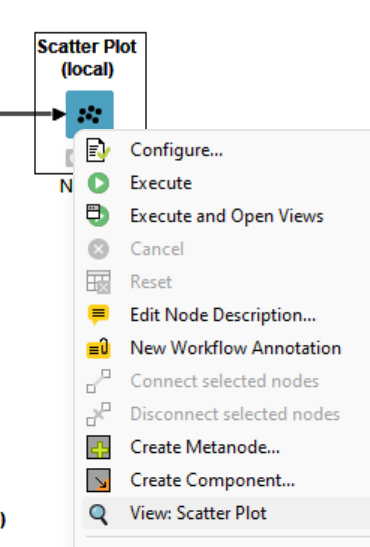 Scatter Plot
(local)
N
Configure...
Execute
Execute and Open Views
Cancel
Reset
Edit Node Description...
New Workflow Annotation
Connect selected nodes
Disconnect selected nodes
Create Metanode...
Create Component...
View: Scatter Plot
)